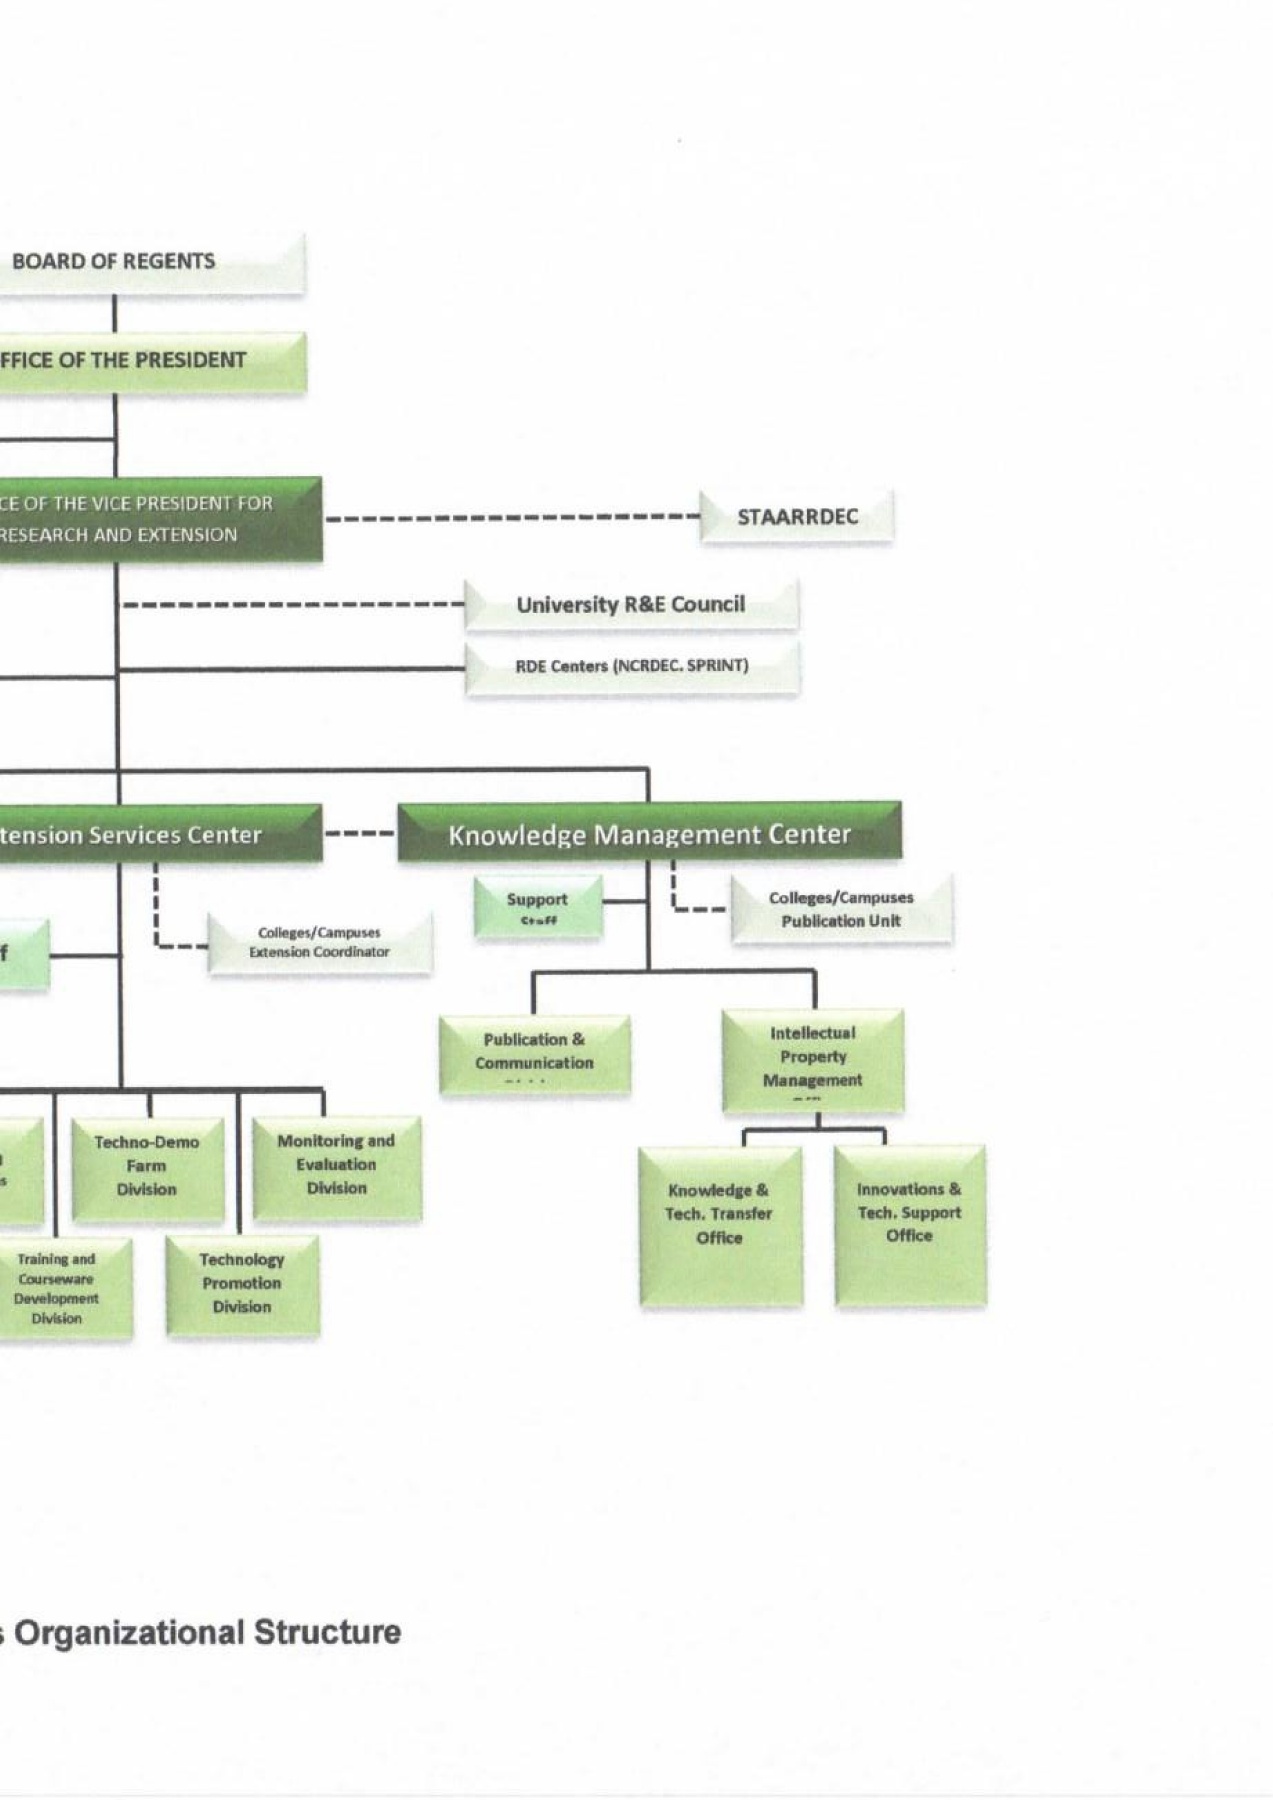 BOARD OF REGENTS
FFICE OF THE PRESIDENT
CE OF THE VICE PRESIDENT FOR
RESEARCH AND EXTENSION
STAARRDEC
University R&E Council
RDE Centers (NCRDEC. SPRINT)
tension Services Center
Knowledge Management Center
Support
Staff
Colleges/Campuses
Publication Unit
f
Colleges/Campuses
Extension Coordinator
Publication &
Communication
Intellectual
Property
Management
s
Techno-Demo
Farm
Division
Monitoring and
Evaluation
Division
Knowledge &
Tech. Transfer
Office
Innovations &
Tech. Support
Office
Training and
Courseware
Development
Division
Technology
Promotion
Division
s Organizational Structure